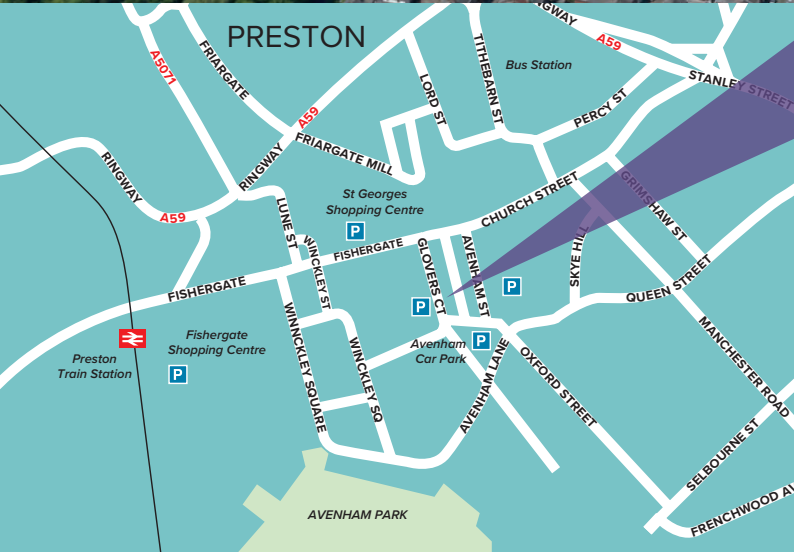 PRESTON
GWAY
A59
A5071
FRIARGATE
TITHEBARN ST
Bus Station
LORD ST
STANLEY STREET
PERCY ST
A59
RINGWAY
FRIARGATE MILL
RINGWAY
A59
St Georges
Shopping Centre
P
LUNE ST
WINCKLEY ST
FISHERGATE
CHURCH STREET
GRIMSHAW ST
SKYE HILL
GLOVERS CT
AVENHAM ST
P
P
QUEEN STREET
FISHERGATE
Preston
Train Station
Fishergate
Shopping Centre
P
WINNCKLEY SQUARE
WINCKLEY SQ
Avenham
Car Park
P
AVENHAM LANE
OXFORD STREET
MANCHESTER ROAD
SELBOURNE ST
FRENCHWOOD AV
AVENHAM PARK